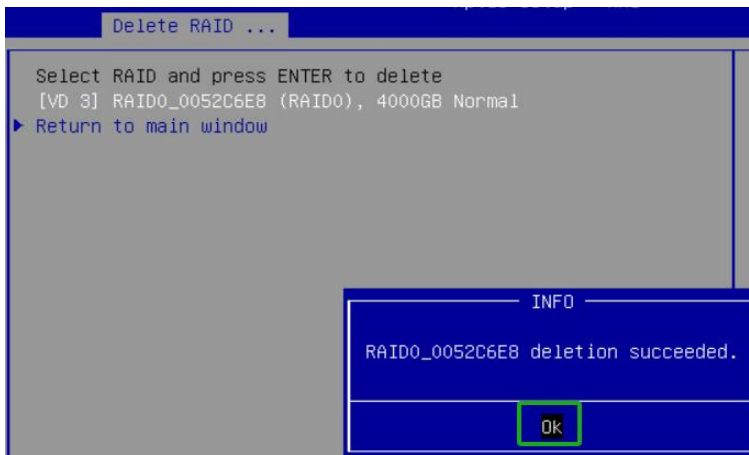 Delete RAID ...
Select RAID and press ENTER to delete
[VD 3] RAID0_0052C6E8 (RAID0), 4000GB Normal
Return to main window
INFO
RAID0_0052C6E8 deletion succeeded.
Ok